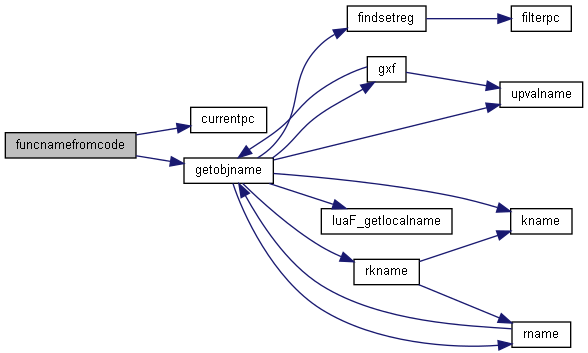 findsetreg
filterpc
gxf
upvalname
currentpc
funcnamefromcode
getobjname
luaF_getlocalname
kname
rkname
rname